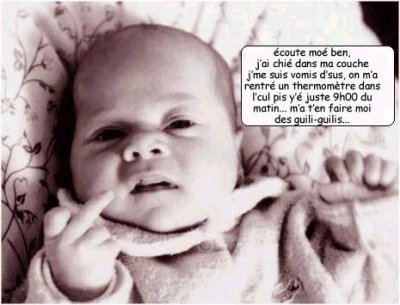 écoute moé ben,
j'ai chié dans ma couche
j'me suis vomis d'sus, on m'a
rentré un thermomètre dans
l'cul pis y'é juste 9h00 du
matin... m'a t'en faire moi
des guili-guilis...